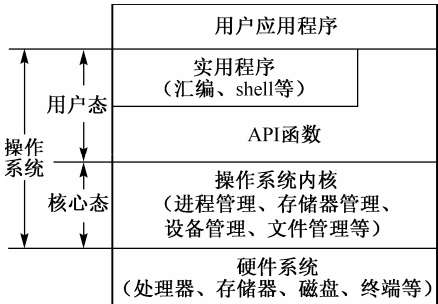 用户应用程序
实用程序
（汇编、shell等）
用户态
API函数
操作
系统
操作系统内核
核心态
（进程管理、存储器管理、
设备管理、文件管理等）
硬件系统
（处理器、存储器、磁盘、终端等）